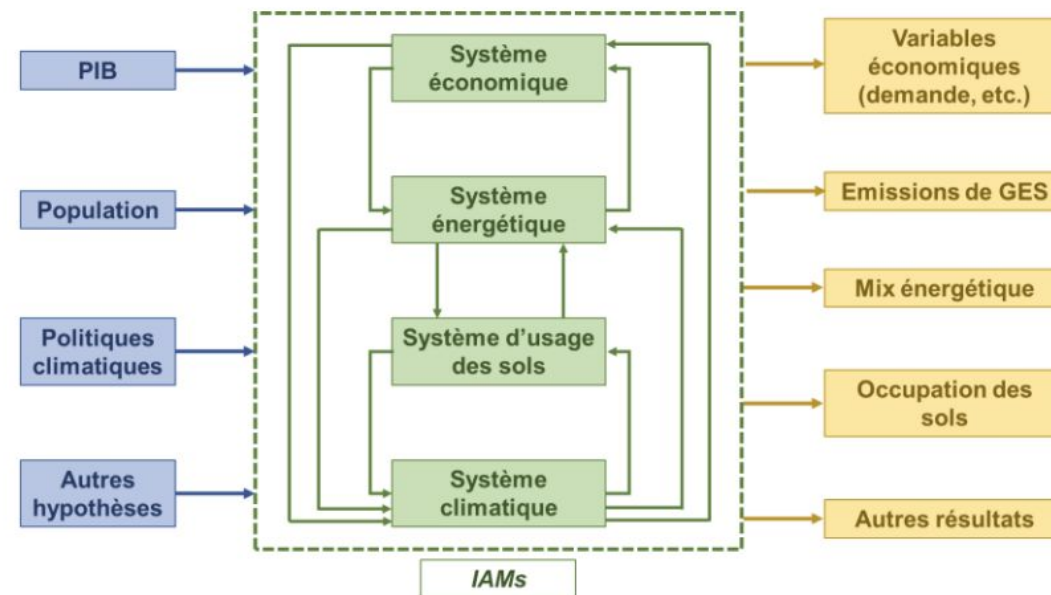 PIB
Population
Politiques
climatiques
Autres
hypothèses
Système
économique
Système
énergétique
Système d'usage
des sols
Système
climatique
IAMs
Variables
économiques
(demande, etc.)
Emissions de GES
Mix énergétique
Occupation des
sols
Autres résultats